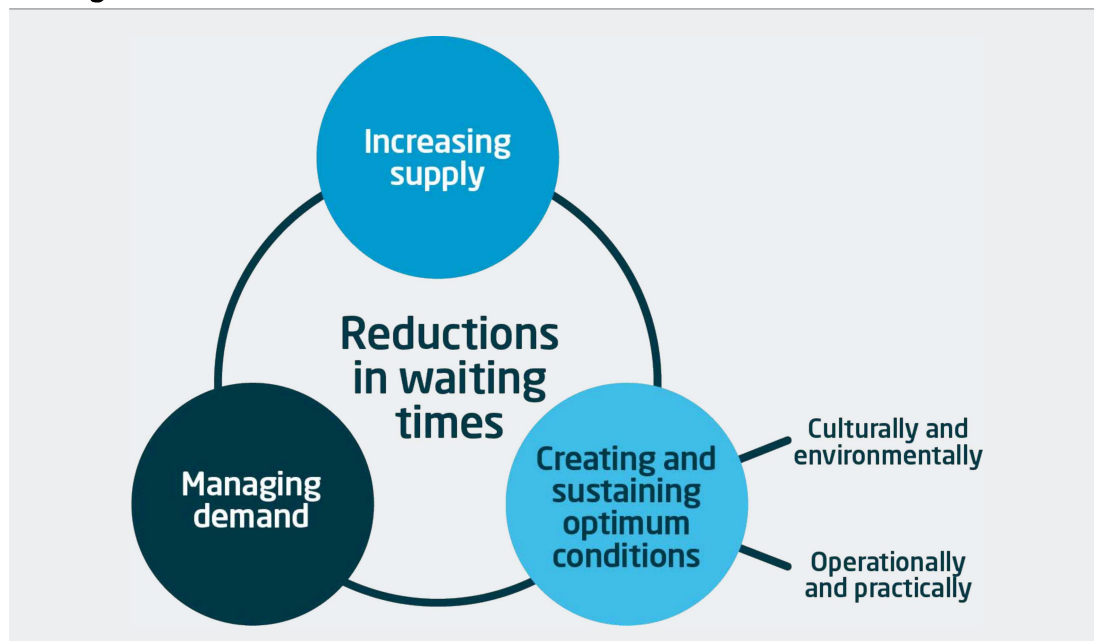 Increasing
supply
Reductions
in waiting
times
Managing
demand
Creating and
sustaining
optimum
conditions
Culturally and
environmentally
Operationally
and practically